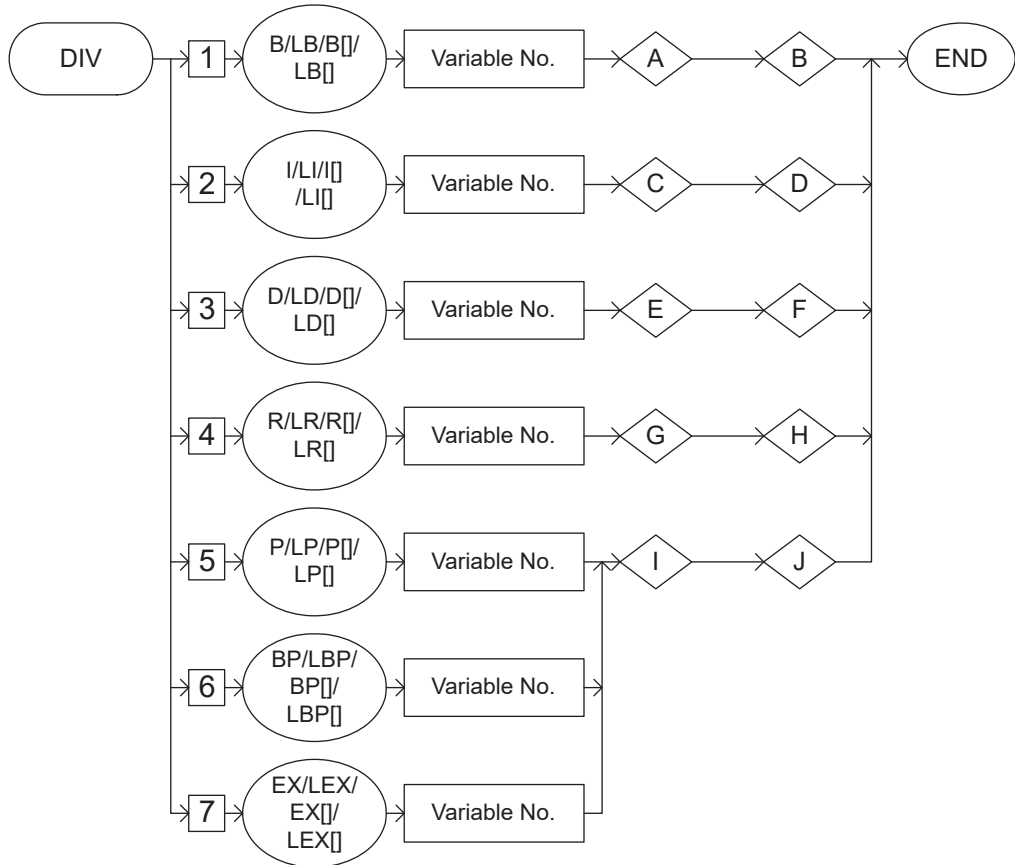 DIV
1
B/LB/B[]/
LB[]
Variable No.
A
B
END
2
I/LI/I[]
/LI[]
Variable No.
C
D
3
D/LD/D[]/
LD[]
Variable No.
E
F
4
R/LR/R[]/
LR[]
Variable No.
G
H
5
P/LP/P[]/
LP[]
Variable No.
I
J
6
BP/LBP/
BP[]/
LBP[]
Variable No.
7
EX/LEX/
EX[]/
LEX[]
Variable No.